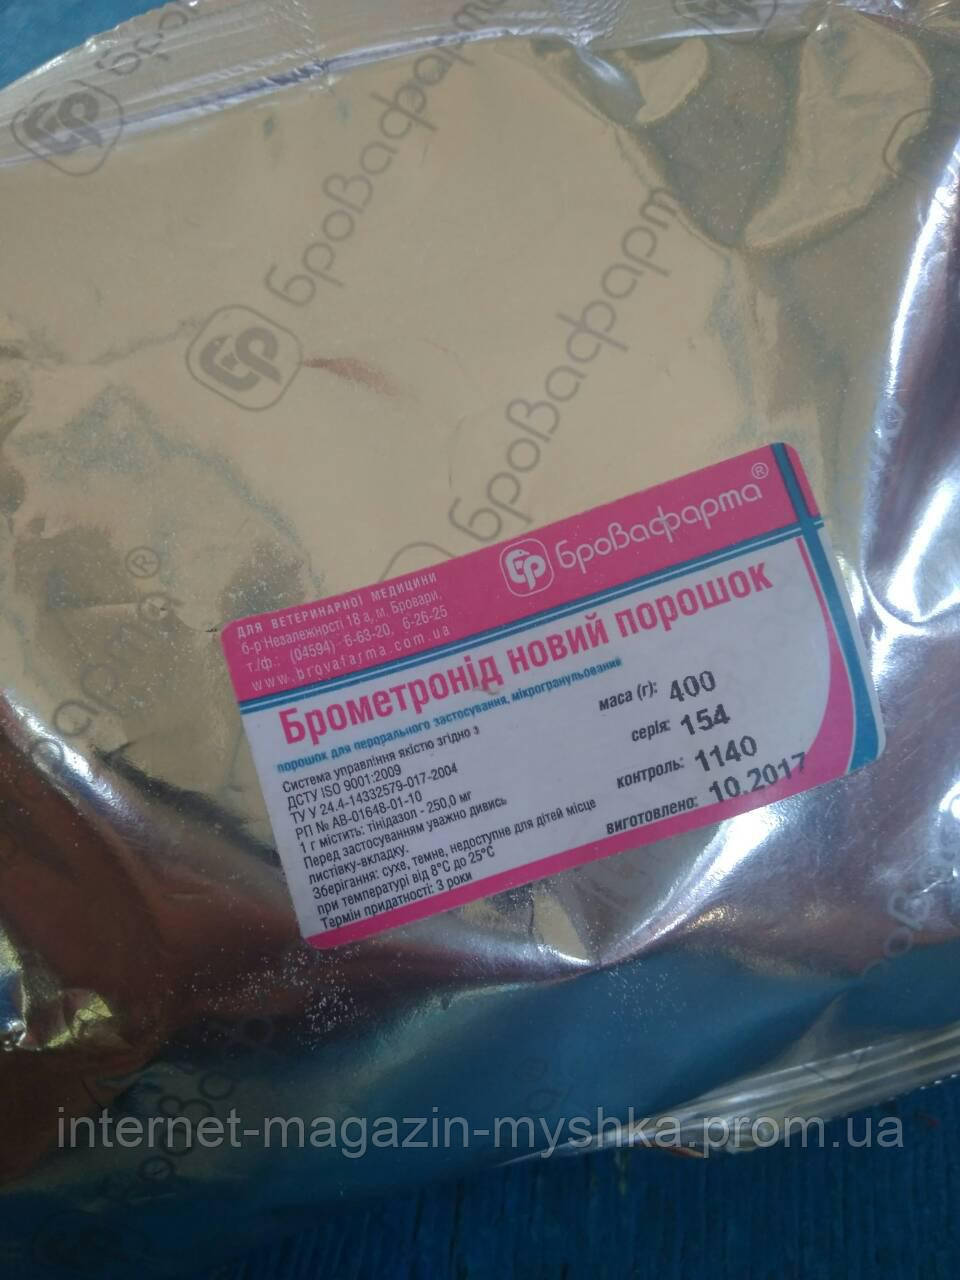 бровафарма
бровафарм
ДЛЯ ВЕТЕРИНАРНОЇ МЕДИЦИНИ
б-р Незалежності 18 а, м. Бровари,
т./ф.: (04594) 6-63-20, 6-26-25
www.brovafarma.com.ua
бровафарма®
Брометронід новий порошок
порошок для перорального застосування, мікрогранульований
Система управління якістю згідно з
ДСТУ ISO 9001:2009
ТУ У 24.4-14332579-017-2004
РП № АВ-01648-01-10
1 г містить: тінідазол - 250,0 мг
Перед застосуванням уважно дивись
листівку-вкладку.
Зберігання: сухе, темне, недоступне для дітей місце
при температурі від 8°С до 25°С
Термін придатності: 3 роки
маса (г): 400
серія: 154
контроль: 1140
виготовлено: 10.2017
internet-magazin-myshka.prom.ua